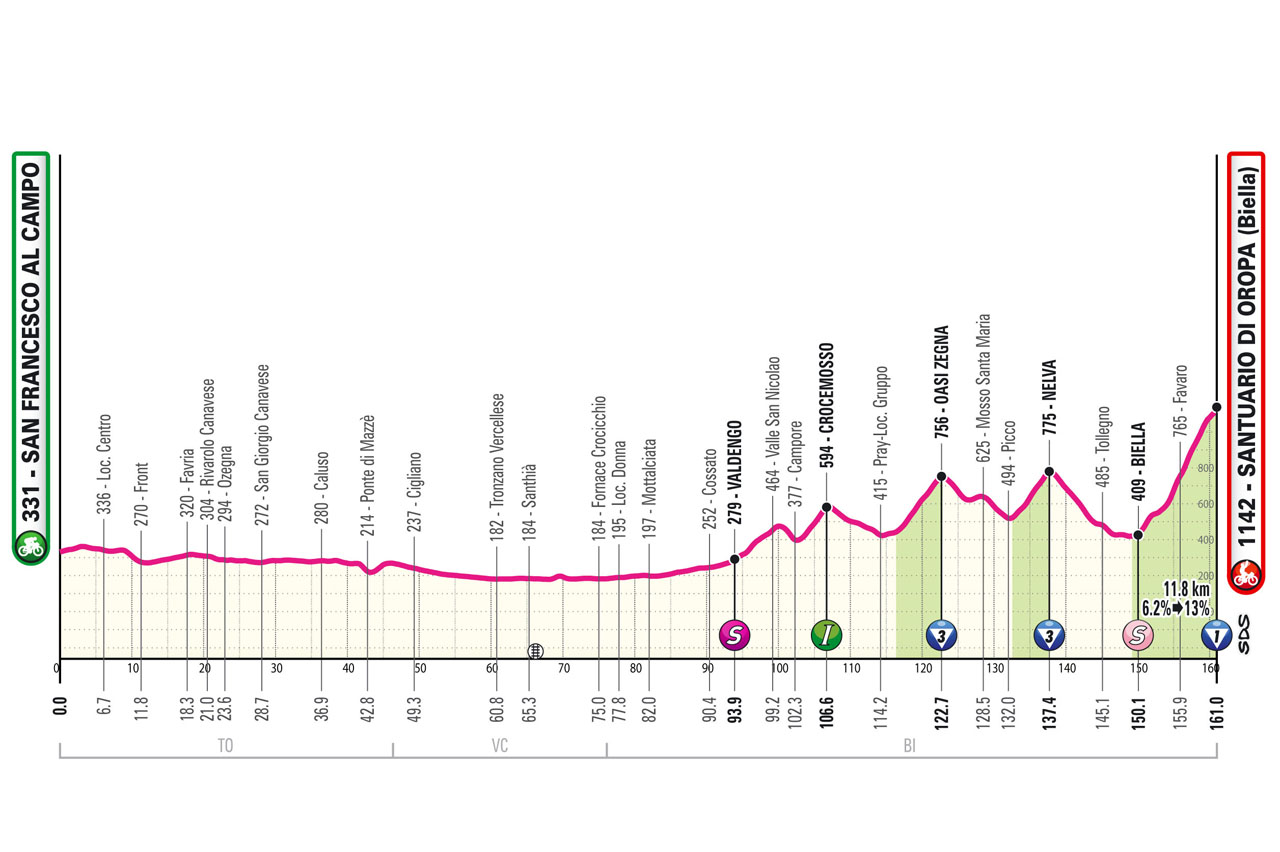 331 - SAN FRANCESCO AL CAMPO
336 - Loc. Centro
270 - Front
320 - Favria
304 - Rivarolo Canavese
294 - Ozegna
272 - San Giorgio Canavese
280 - Caluso
214 - Ponte di Mazzè
237 - Cigliano
182 - Tronzano Vercellese
184 - Santhià
184 - Fornace Crocicchio
195 - Loc. Donna
197 - Mottalciata
252 - Cossato
279 - VALDENGO
464 - Valle San Nicolao
377 - Campore
594 - CROCEMOSSO
415 - Pray-Loc. Gruppo
756 - OASI ZEGNA
625 - Mosso Santa Maria
494 - Picco
775 - NELVA
485 - Tollegno
409 - BIELLA
765 - Favaro
1142 - SANTUARIO DI OROPA (Biella)
800
600
400
200
11.8 km
6.2% 13%
S
I
3
3
S
1
SDS
0 10 20 30 40 50 60 70 80 90 100 110 120 130 140 150 160
0.0 6.7 11.8 18.3 21.0 23.6 28.7 36.9 42.8 49.3 60.8 65.3 75.0 77.8 82.0 90.4 93.9 99.2 102.3 106.6 114.2 122.7 128.5 132.0 137.4 145.1 150.1 155.9 161.0
TO VC BI